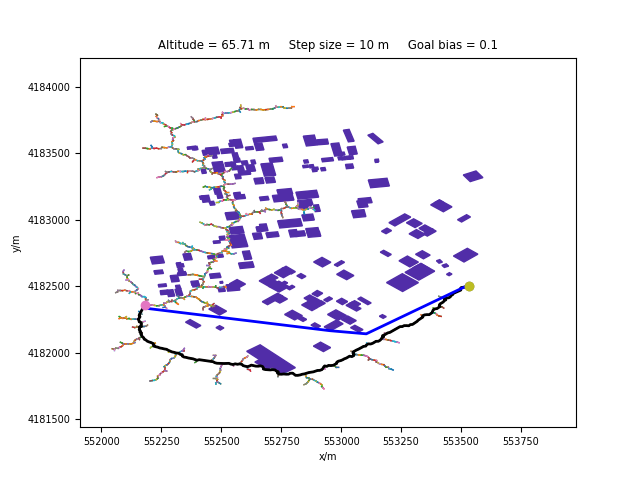 Altitude = 65.71 m Step size = 10 m Goal bias = 0.1
4184000
4183500
4183000
4182500
4182000
4181500
y/m
552000 552250 552500 552750 553000 553250 553500 553750
x/m